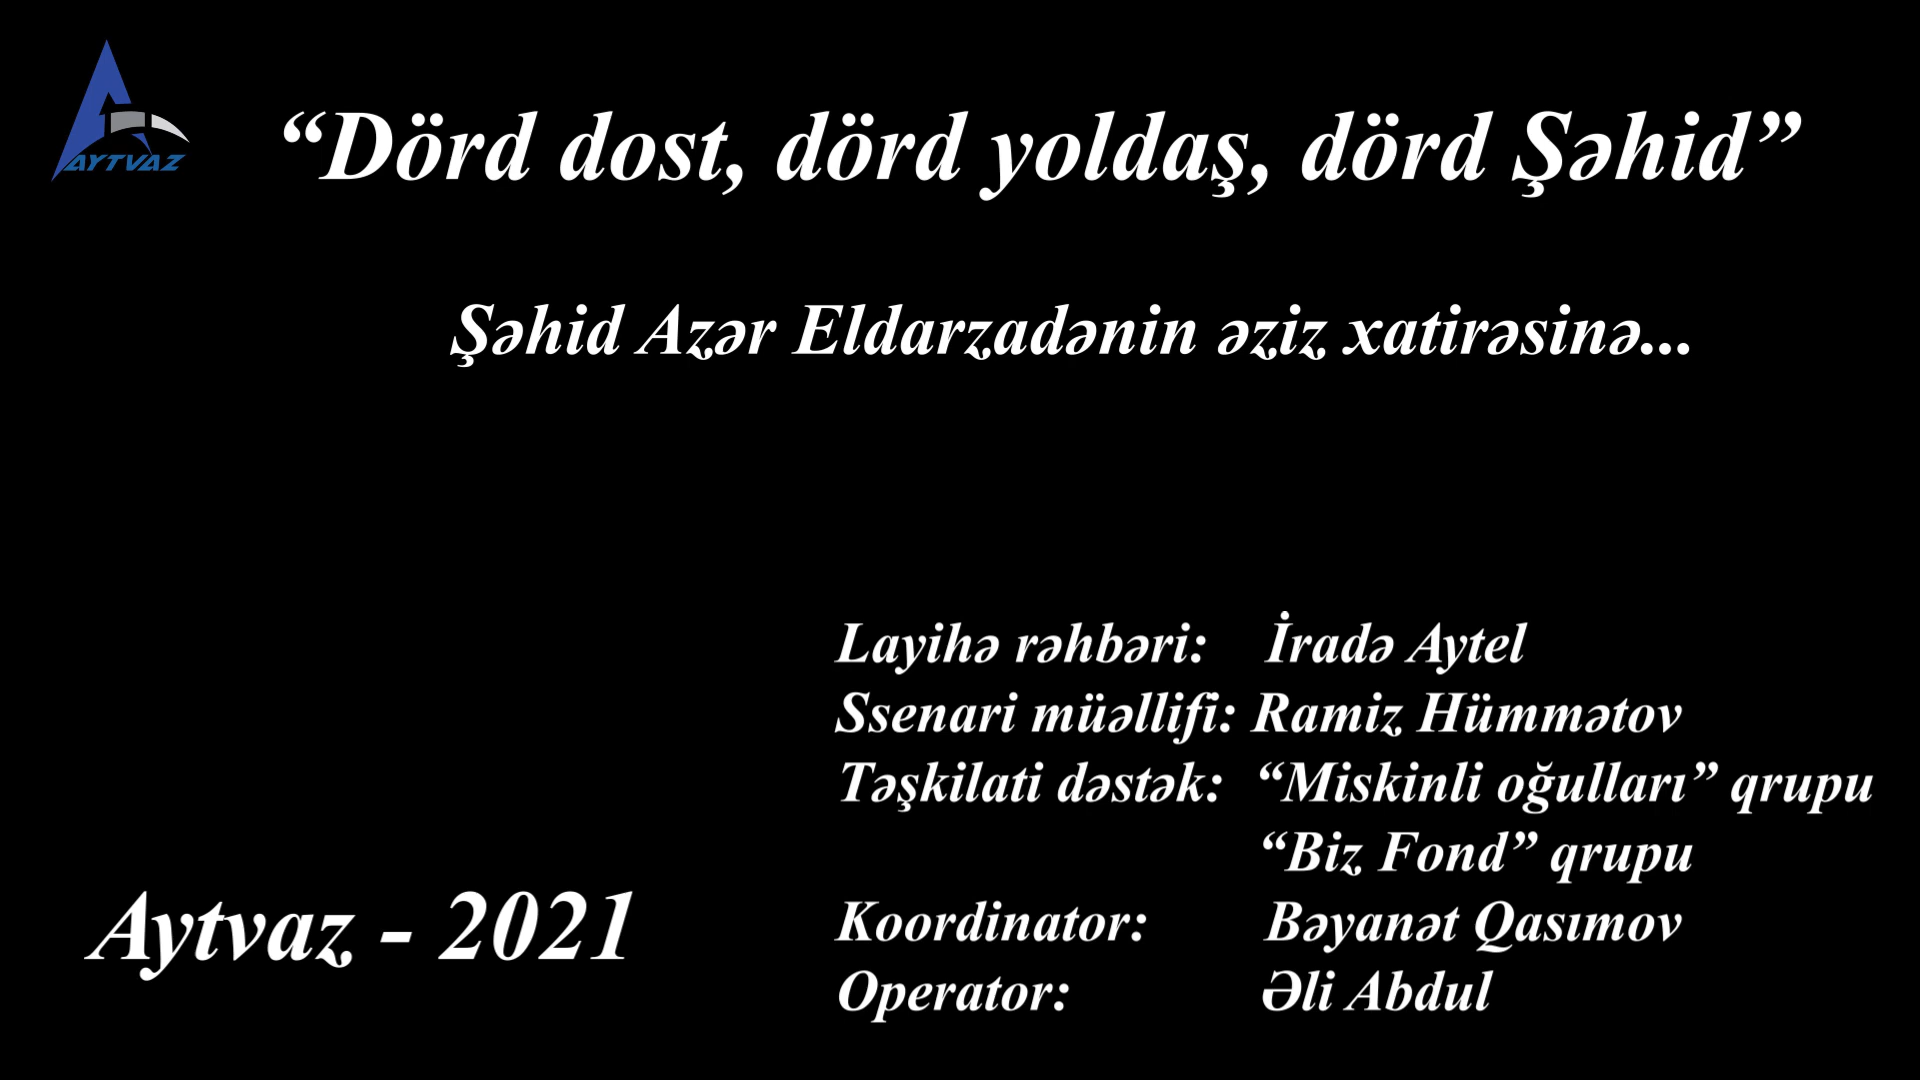 AYTVAZ
“Dörd dost, dörd yoldaş, dörd Şəhid”
Şəhid Azər Eldarzadənin əziz xatirəsinə...
Layihə rəhbəri: İradə Aytel
Ssenari müəllifi: Ramiz Hümmətov
Təşkilati dəstək: “Miskinli oğulları” qrupu
“Biz Fond” qrupu
Koordinator: Bəyanət Qasımov
Operator: Əli Abdul
Aytvaz - 2021